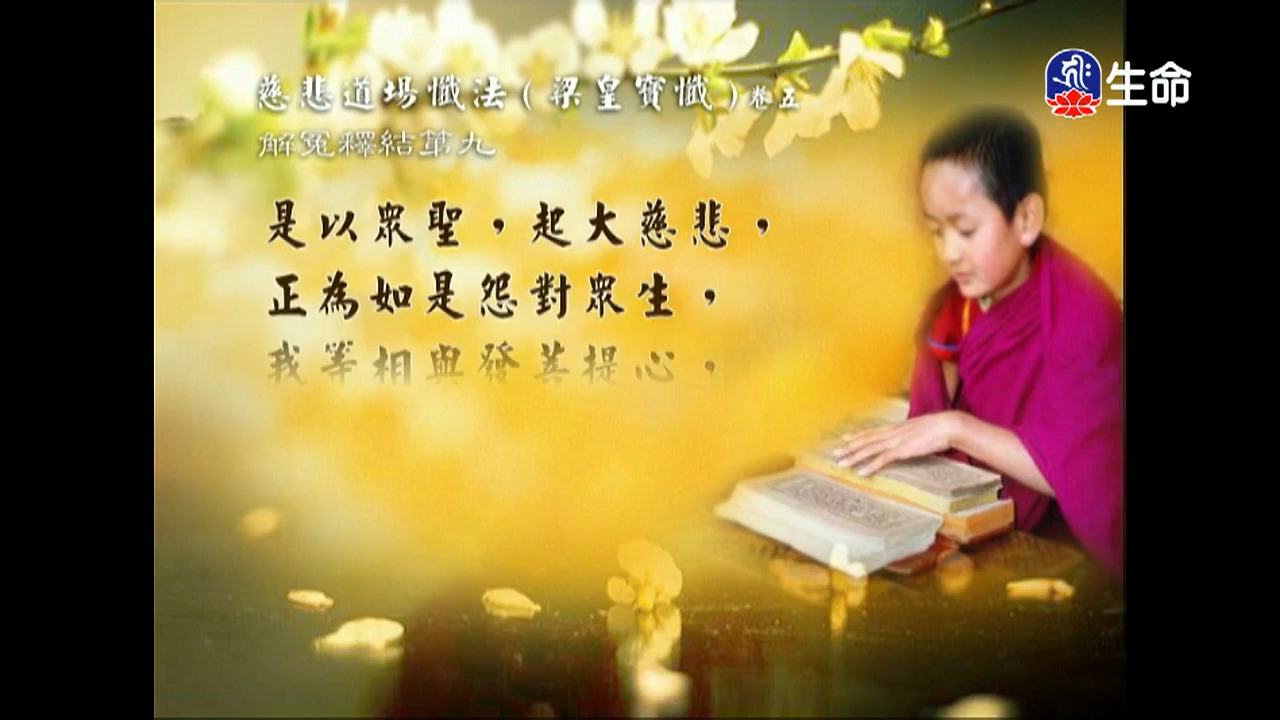 慈悲道場懺法(梁皇寶懺)卷五
生命
解冤釋結第九
是以眾聖,起大慈悲,
正為如是怨對眾生,
我等相與發菩提心,